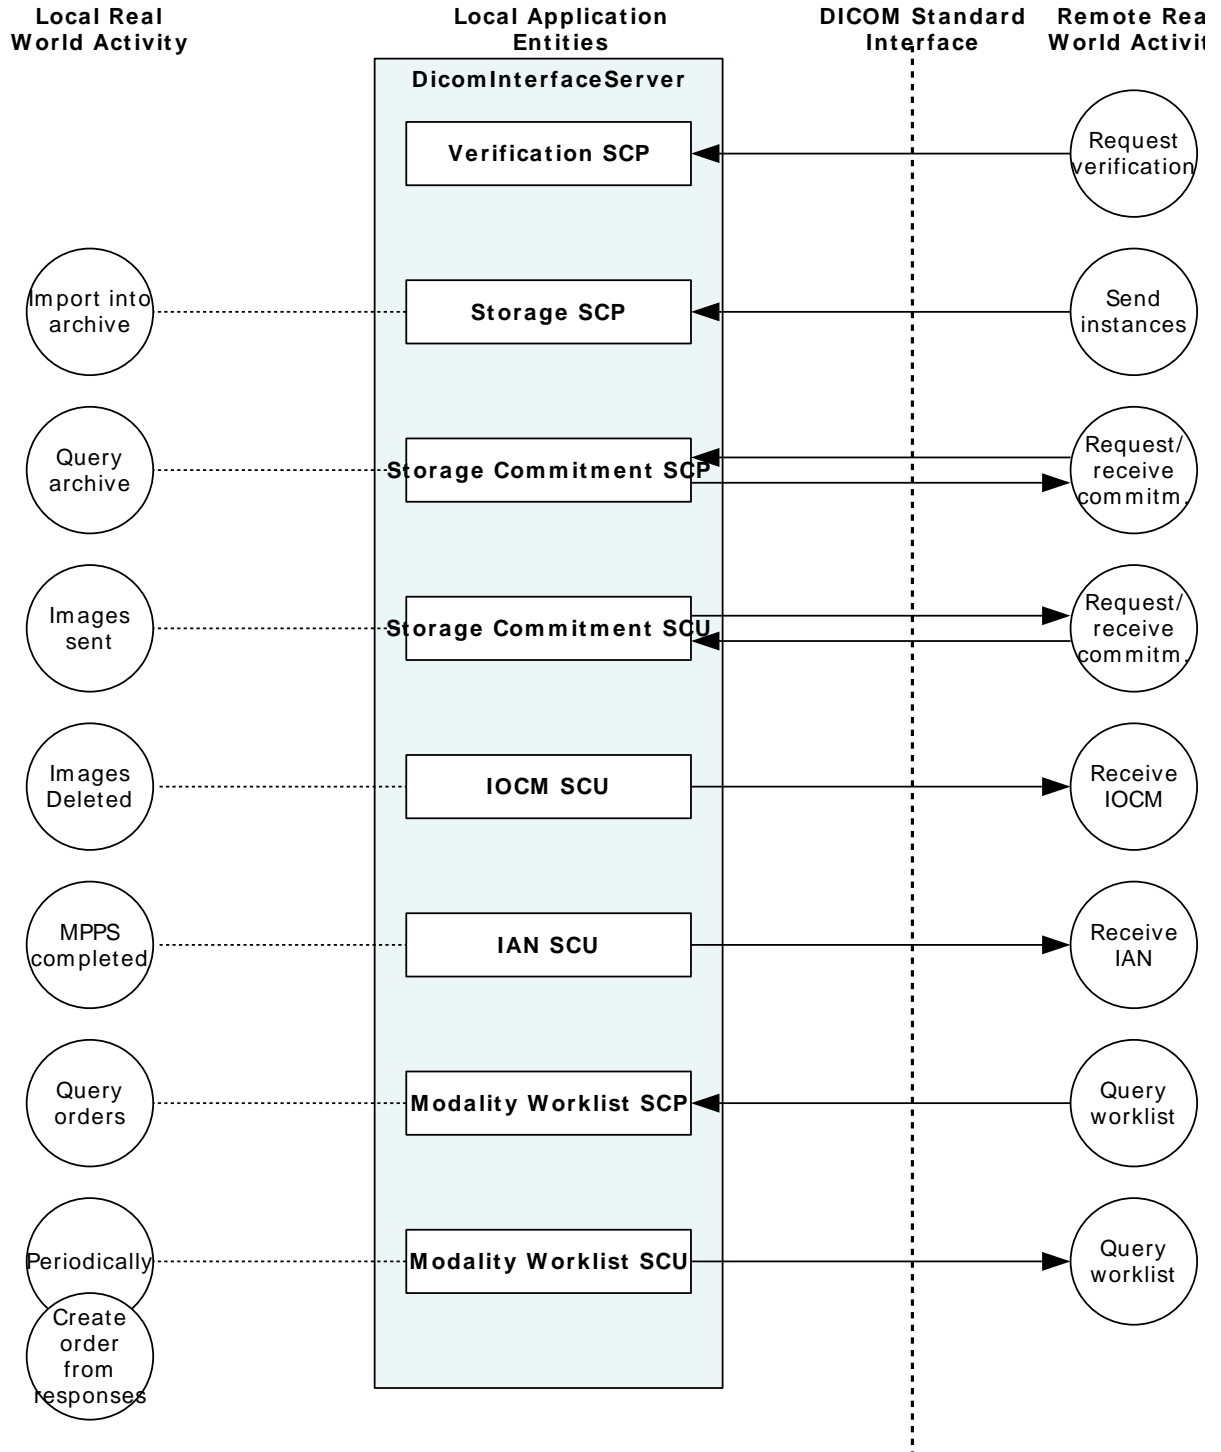 Local Real
World Activity
Local Application
Entities
DICOM Standard
Interface
Remote Rea
World Activit
DicomInterfaceServer
Verification SCP
Request
verification
Import into
archive
Storage SCP
Send
instances
Query
archive
Storage Commitment SCP
Request/
receive
commitm.
Images
sent
Storage Commitment SCU
Request/
receive
commitm.
Images
Deleted
IOCM SCU
Receive
IOCM
MPPS
completed
IAN SCU
Receive
IAN
Query
orders
Modality Worklist SCP
Query
worklist
Periodically
Modality Worklist SCU
Query
worklist
Create
order
from
responses